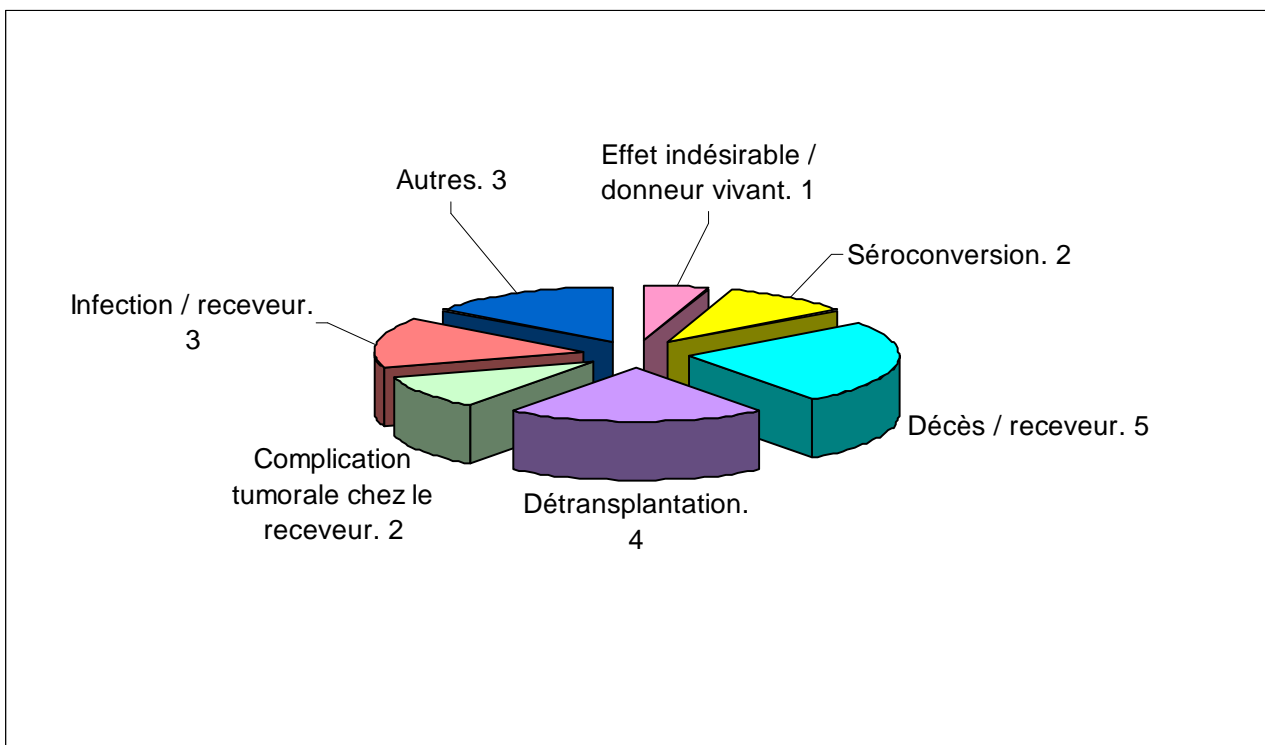 Effet indésirable /
donneur vivant. 1
Séroconversion. 2
Décès / receveur. 5
Détransplantation.
4
Complication
tumorale chez le
receveur. 2
Infection / receveur.
3
Autres. 3